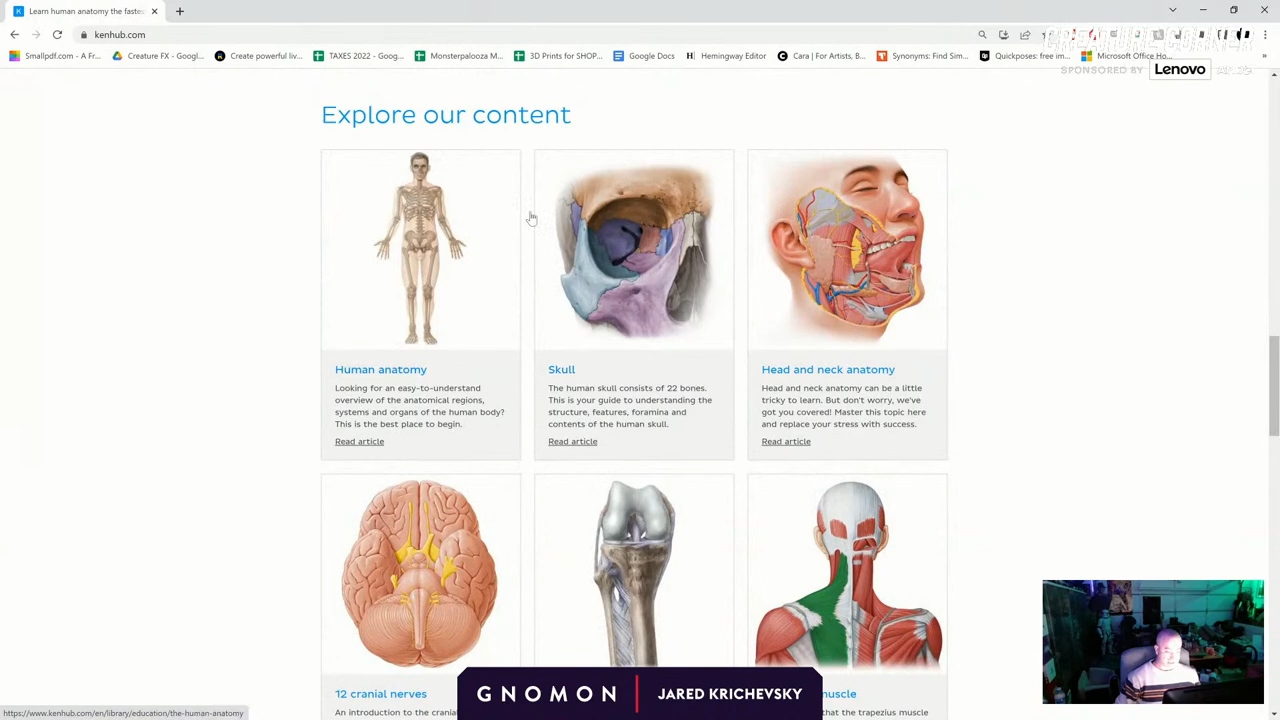 Learn human anatomy the faste
kenhub.com
Smallpdf.com - A Fr...
Creature FX - Googl...
Create powerful liv...
TAXES 2022 - Goog...
Monsterpalooza M...
3D Prints for SHOP...
Google Docs
Hemingway Editor
Cara | For Artists, B...
Synonyms: Find Sim...
Quickposes: free im...
Microsoft Office Ho...
CREATURE CORNER
SPONSORED BY Lenovo
Explore our content
Human anatomy
Looking for an easy-to-understand
overview of the anatomical regions,
systems and organs of the human body?
This is the best place to begin.
Read article
Skull
The human skull consists of 22 bones.
This is your guide to understanding the
structure, features, foramina and
contents of the human skull.
Read article
Head and neck anatomy
Head and neck anatomy can be a little
tricky to learn. But don't worry, we've
got you covered! Master this topic here
and replace your stress with success.
Read article
12 cranial nerves
An introduction to the crania
muscle
that the trapezius muscle
GNOMON JARED KRICHEVSKY
https://www.kenhub.com/en/library/education/the-human-anatomy